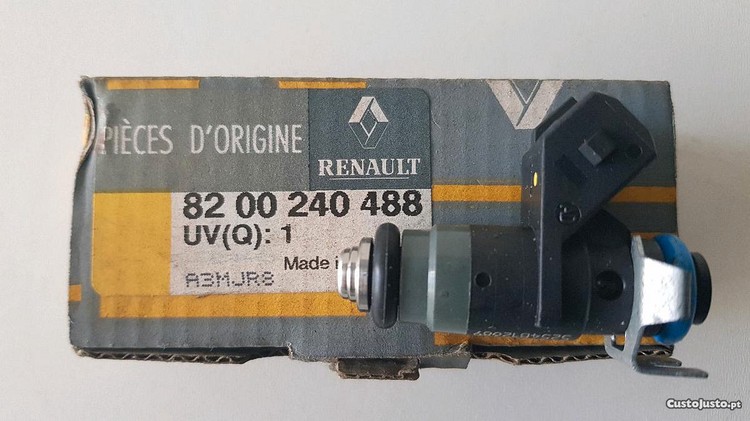 PIÈCES D'ORIGINE
RENAULT
82 00 240 488
UV(Q): 1
Made
A3MJR8
CustoJusto.pt